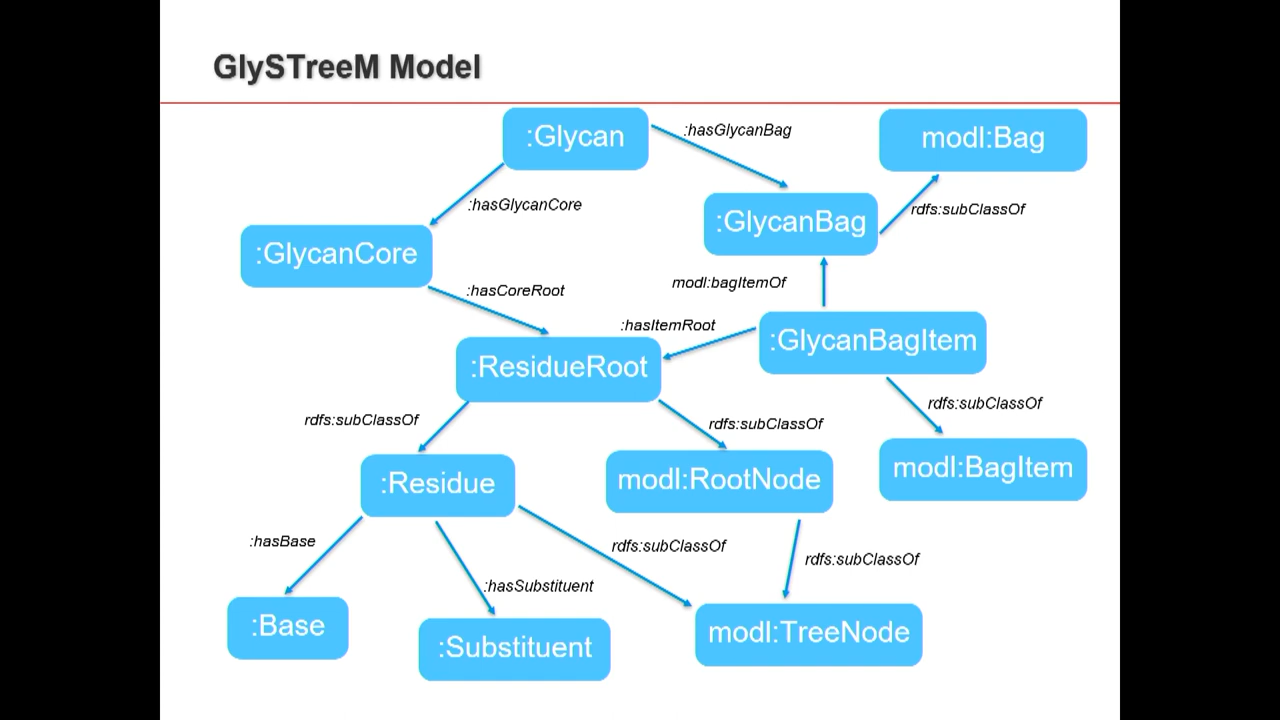 GlySTreeM Model
:Glycan
:hasGlycanBag
modl:Bag
:hasGlycanCore
:GlycanBag
rdfs:subClassOf
:GlycanCore
modl:bagItemOf
:hasCoreRoot
:hasItemRoot
:GlycanBagItem
:ResidueRoot
rdfs:subClassOf
rdfs:subClassOf
rdfs:subClassOf
:Residue
modl:RootNode
modl:BagItem
:hasBase
rdfs:subClassOf
rdfs:subClassOf
:hasSubstituent
:Base
:Substituent
modl:TreeNode